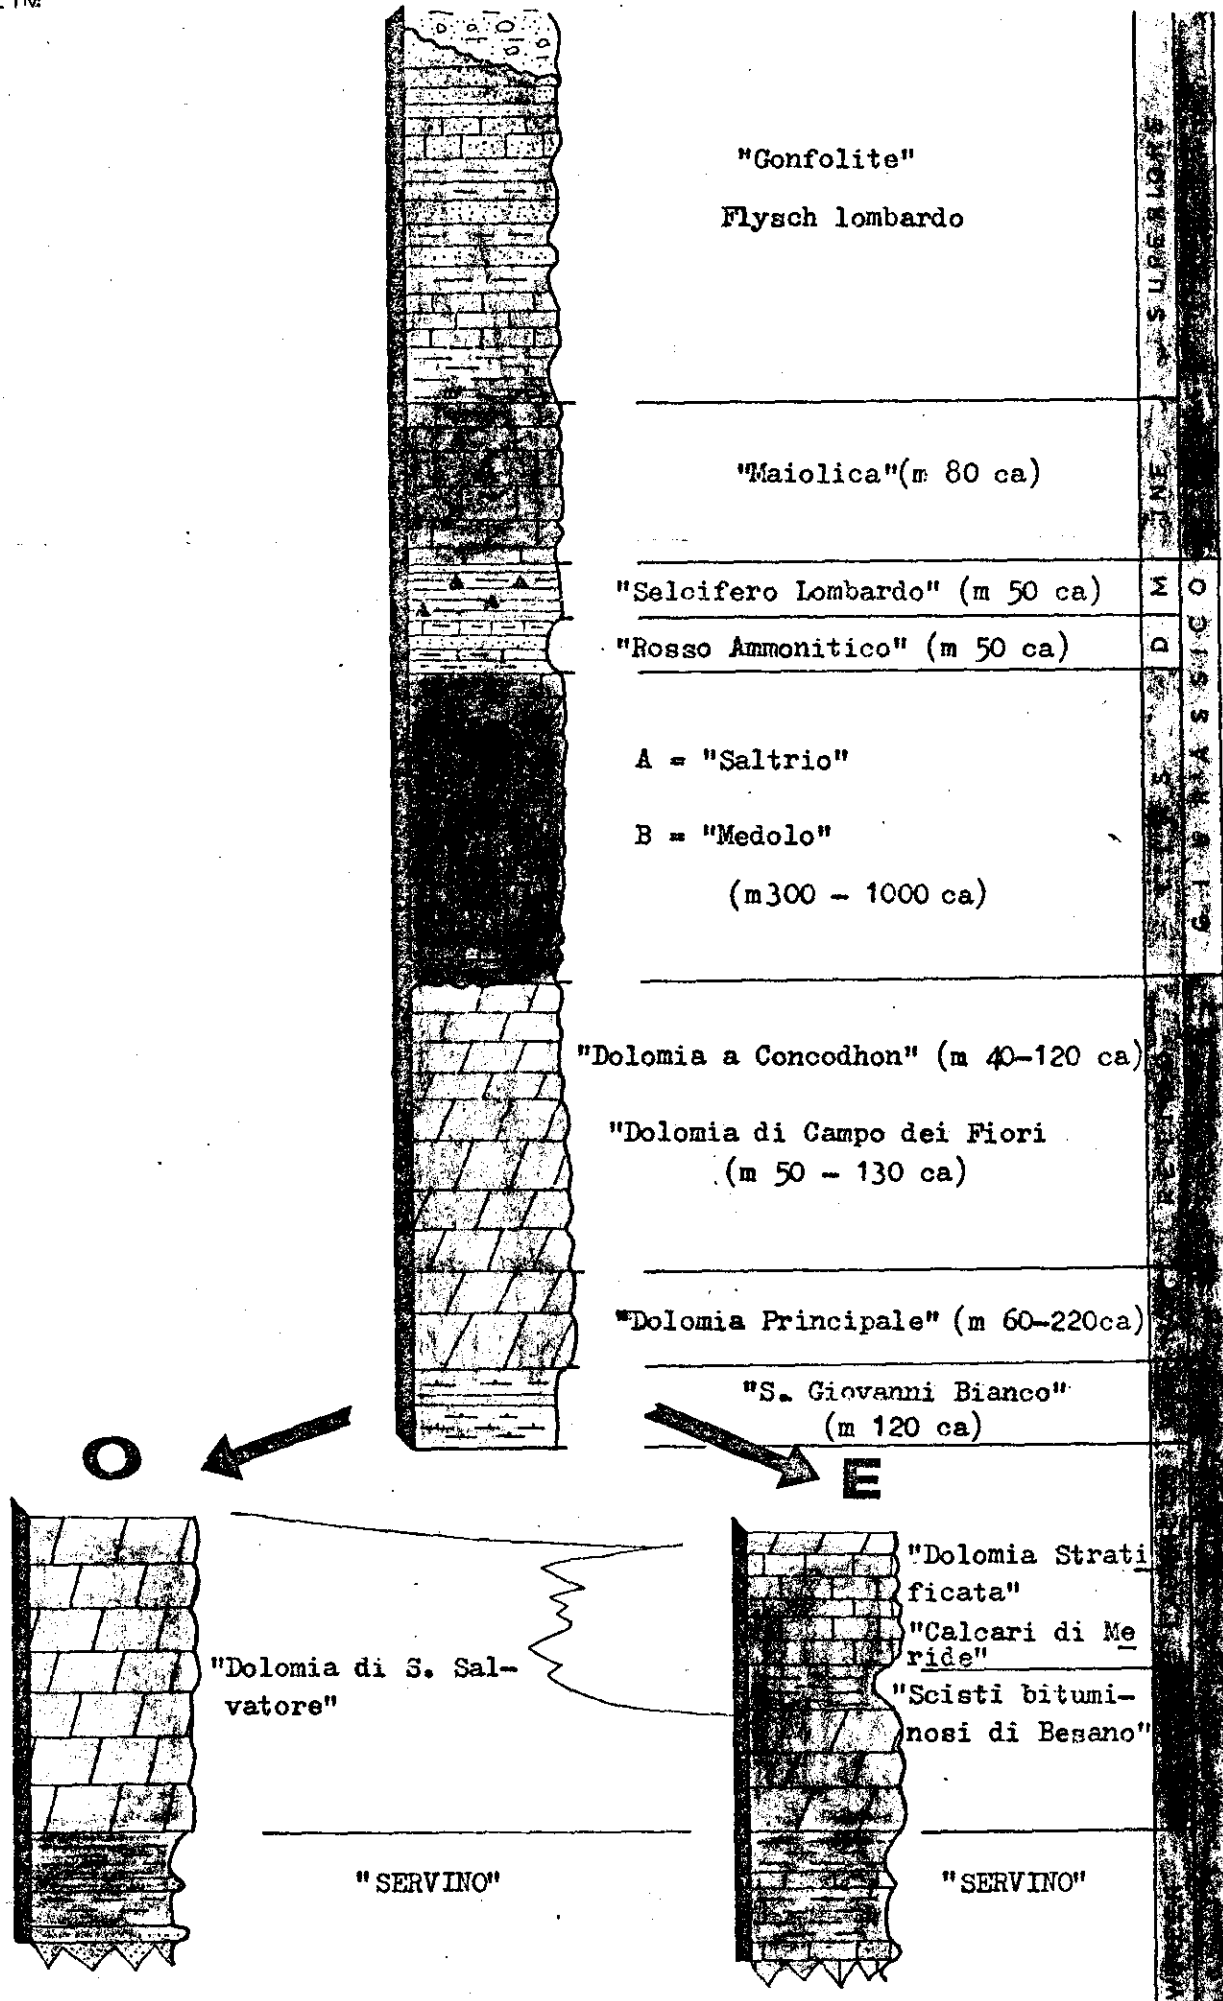 "Gonfolite"
Flysch lombardo
"Maiolica"(m 80 ca)
"Selcifero Lombardo" (m 50 ca)
"Rosso Ammonitico" (m 50 ca)
A = "Saltrio"
B = "Medolo"
(m300 - 1000 ca)
"Dolomia a Concodhon" (m 40-120 ca)
"Dolomia di Campo dei Fiori
(m 50 - 130 ca)
"Dolomia Principale" (m 60-220ca)
"S. Giovanni Bianco"
(m 120 ca)
O
E
"Dolomia Strati
ficata"
"Calcari di Me
ride"
"Scisti bitumi-
nosi di Besano"
"Dolomia di S. Sal-
vatore"
"SERVINO"
"SERVINO"
SUPERIORE
GIURASSICO